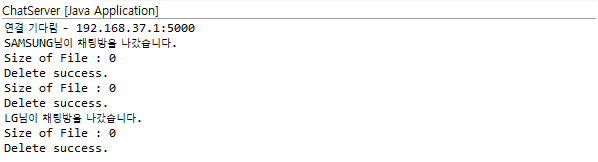 ChatServer [Java Application]
연결 기다림 - 192.168.37.1:5000
SAMSUNG님이 채팅방을 나갔습니다.
Size of File : 0
Delete success.
Size of File : 0
Delete success.
LG님이 채팅방을 나갔습니다.
Size of File : 0
Delete success.